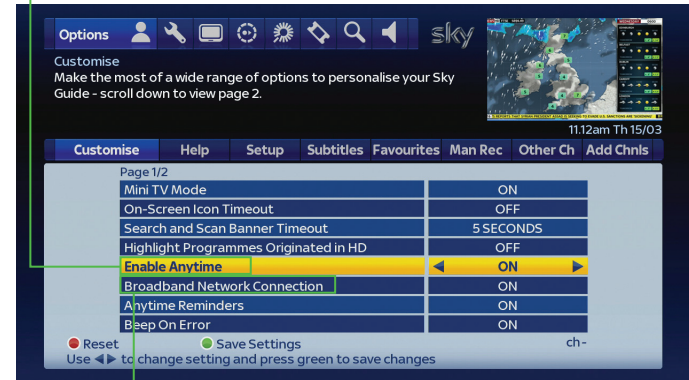 Options
sky
Customise
Make the most of a wide range of options to personalise your Sky
Guide - scroll down to view page 2.
11.12am Th 15/03
Customise Help Setup Subtitles Favourites Man Rec Other Ch Add Chnls
Page 1/2
Mini TV Mode ON
On-Screen Icon Timeout OFF
Search and Scan Banner Timeout 5 SECONDS
Highlight Programmes Originated in HD OFF
Enable Anytime ON
Broadband Network Connection ON
Anytime Reminders ON
Beep On Error ON
Reset Save Settings ch-
Use ◀▶ to change setting and press green to save changes